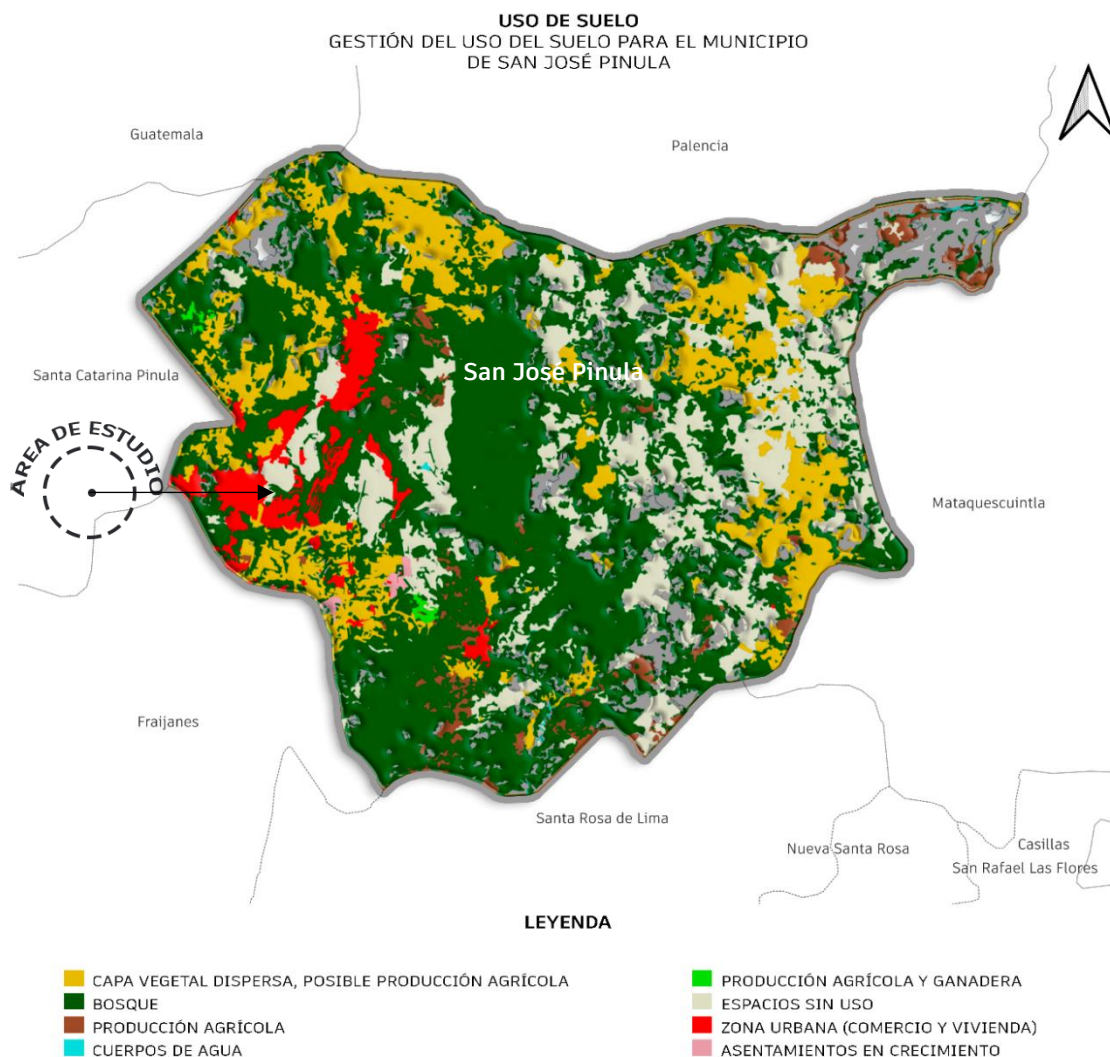 USO DE SUELO
GESTIÓN DEL USO DEL SUELO PARA EL MUNICIPIO
DE SAN JOSÉ PINULA
Guatemala
Palencia
Santa Catarina Pinula
San José Pinula
ÁREA DE ESTUDIO
Mataquescuintla
Fraijanes
Santa Rosa de Lima
Nueva Santa Rosa
Casillas
San Rafael Las Flores
LEYENDA
CAPA VEGETAL DISPERSA, POSIBLE PRODUCCIÓN AGRÍCOLA
BOSQUE
PRODUCCIÓN AGRÍCOLA
CUERPOS DE AGUA
PRODUCCIÓN AGRÍCOLA Y GANADERA
ESPACIOS SIN USO
ZONA URBANA (COMERCIO Y VIVIENDA)
ASENTAMIENTOS EN CRECIMIENTO